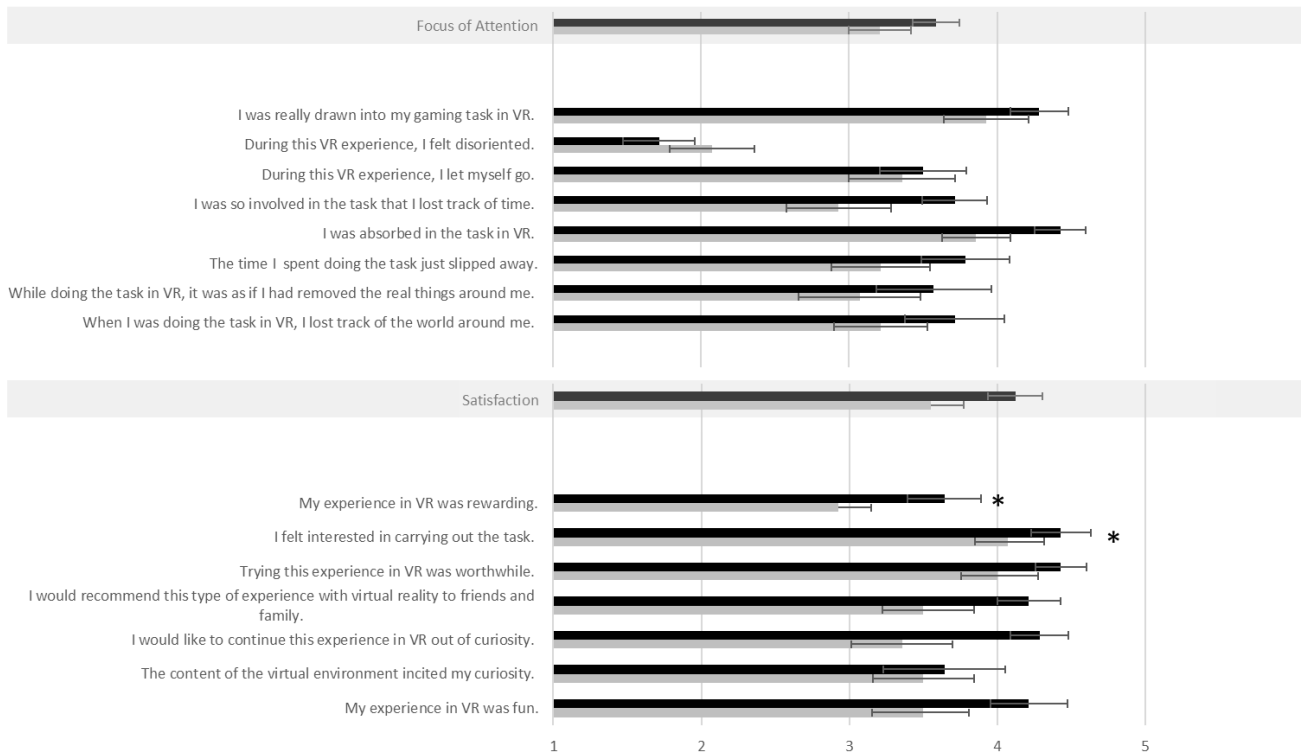 Focus of Attention
I was really drawn into my gaming task in VR.
During this VR experience, I felt disoriented.
During this VR experience, I let myself go.
I was so involved in the task that I lost track of time.
I was absorbed in the task in VR.
The time I spent doing the task just slipped away.
While doing the task in VR, it was as if I had removed the real things around me.
When I was doing the task in VR, I lost track of the world around me.
Satisfaction
My experience in VR was rewarding.
*
I felt interested in carrying out the task.
*
Trying this experience in VR was worthwhile.
I would recommend this type of experience with virtual reality to friends and
family.
I would like to continue this experience in VR out of curiosity.
The content of the virtual environment incited my curiosity.
My experience in VR was fun.
1 2 3 4 5